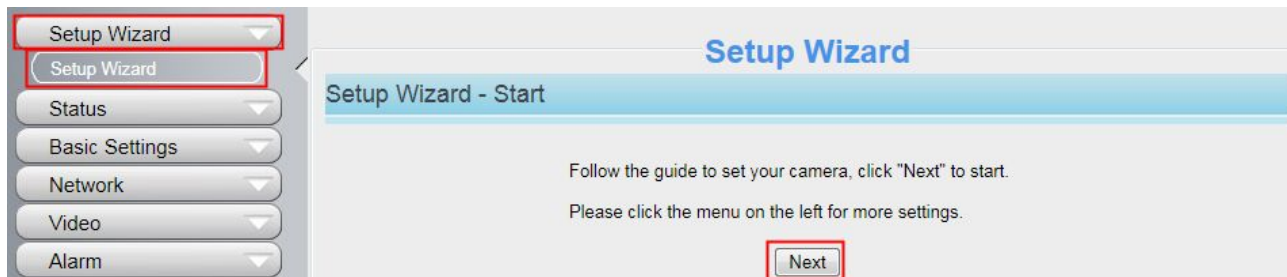 Setup Wizard
Setup Wizard
Status
Basic Settings
Network
Video
Alarm
Setup Wizard
Setup Wizard - Start
Follow the guide to set your camera, click "Next" to start.
Please click the menu on the left for more settings.
Next